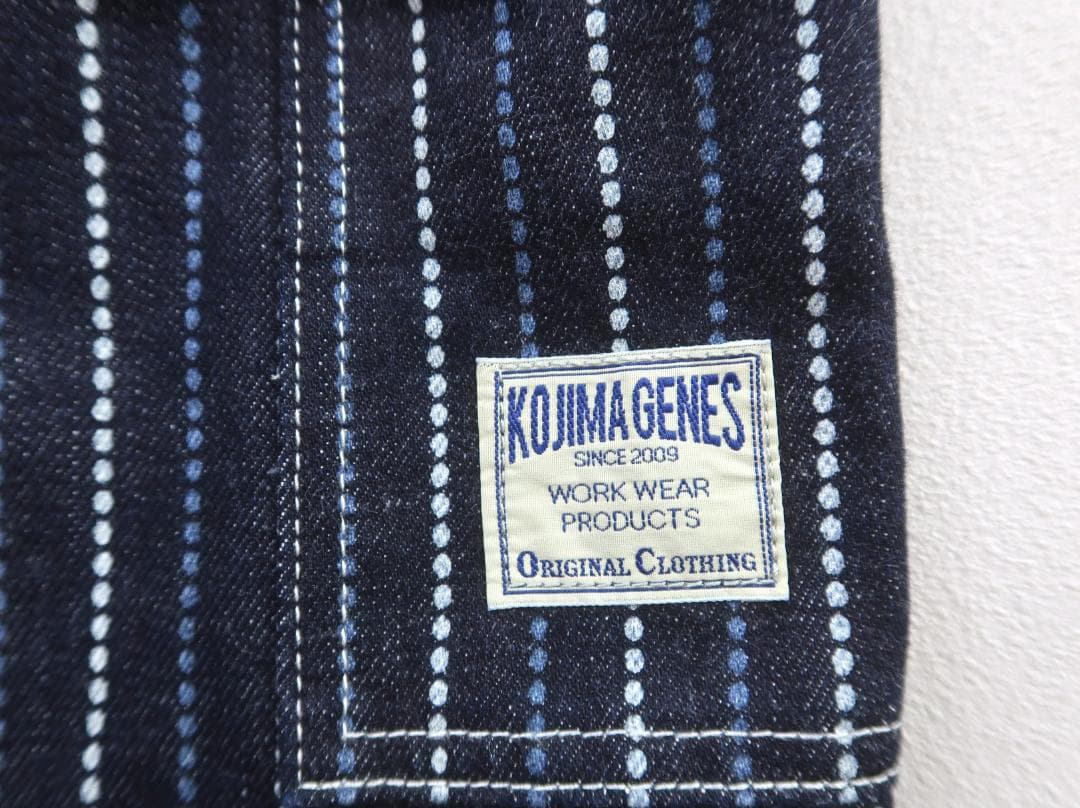 KOJIMA GENES
SINCE 2009
WORK WEAR
PRODUCTS
ORIGINAL CLOTHING